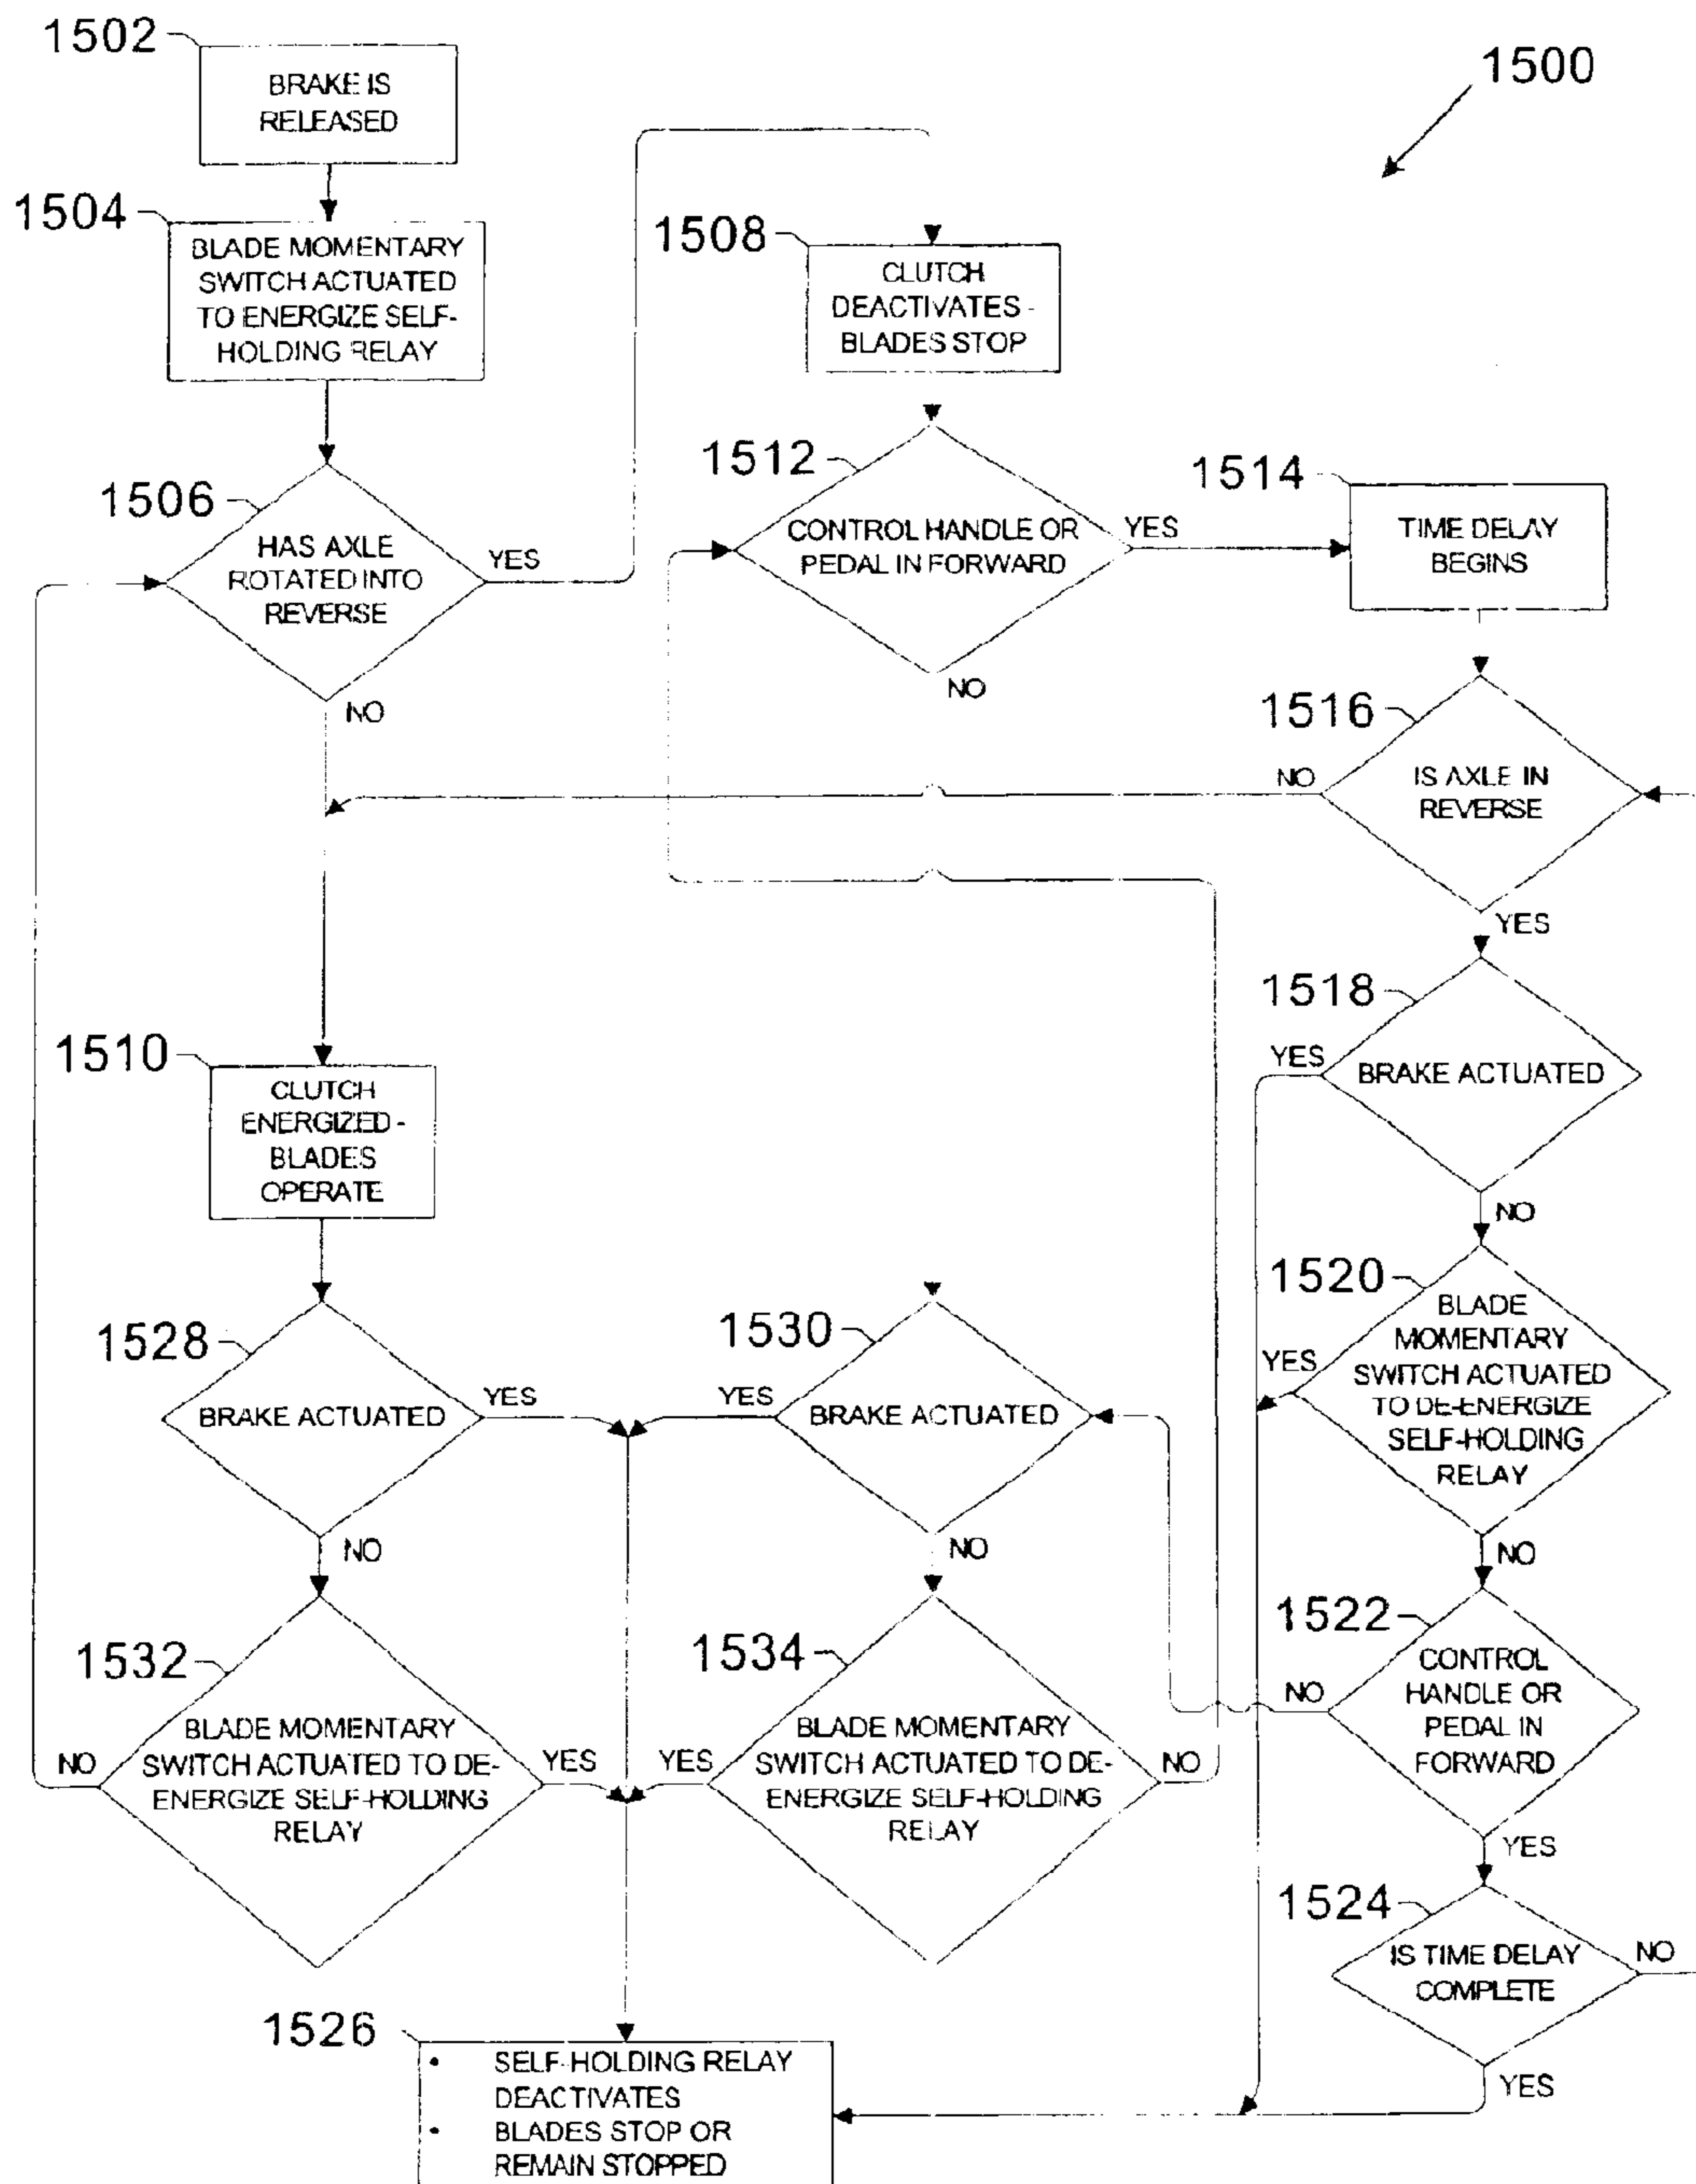 1502
BRAKE IS
RELEASED
1500
1504
BLADE MOMENTARY
SWITCH ACTUATED
TO ENERGIZE SELF-
HOLDING RELAY
1508
CLUTCH
DEACTIVATES -
BLADES STOP
1506
HAS AXLE
ROTATED INTO
REVERSE
YES
NO
1512
CONTROL HANDLE OR
PEDAL IN FORWARD
YES
NO
1514
TIME DELAY
BEGINS
1516
IS AXLE IN
REVERSE
NO
YES
1518
BRAKE ACTUATED
YES
NO
1510
CLUTCH
ENERGIZED -
BLADES
OPERATE
1520
BLADE
MOMENTARY
SWITCH ACTUATED
TO DE-ENERGIZE
SELF-HOLDING
RELAY
YES
NO
1528
BRAKE ACTUATED
YES
NO
1530
BRAKE ACTUATED
YES
NO
1522
CONTROL
HANDLE OR
PEDAL IN
FORWARD
NO
YES
1532
BLADE MOMENTARY
SWITCH ACTUATED TO DE-
ENERGIZE SELF-HOLDING
RELAY
NO
YES
1534
BLADE MOMENTARY
SWITCH ACTUATED TO DE-
ENERGIZE SELF-HOLDING
RELAY
YES
NO
1524
IS TIME DELAY
COMPLETE
NO
YES
1526
• SELF-HOLDING RELAY
DEACTIVATES
• BLADES STOP OR
REMAIN STOPPED